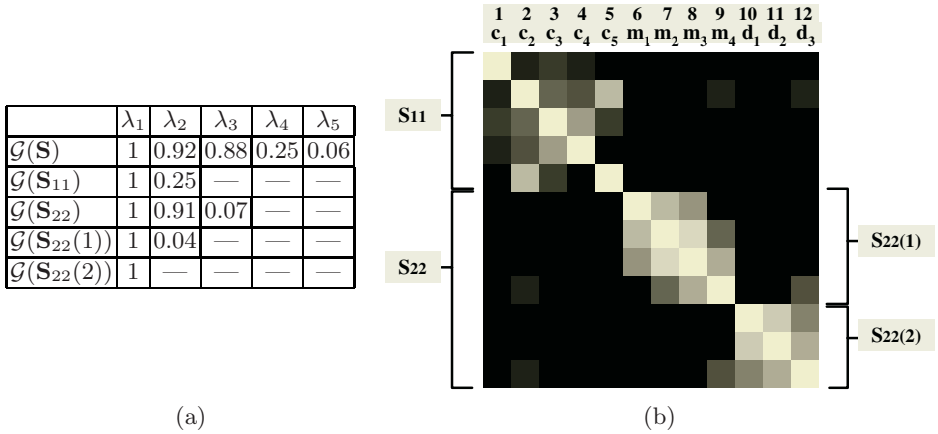 λ1 λ2 λ3 λ4 λ5
G(S) 1 0.92 0.88 0.25 0.06
G(S11) 1 0.25 — — —
G(S22) 1 0.91 0.07 — —
G(S22(1)) 1 0.04 — — —
G(S22(2)) 1 — — — —
(a)
1 2 3 4 5 6 7 8 9 10 11 12
c1 c2 c3 c4 c5 m1 m2 m3 m4 d1 d2 d3
S11
S22
S22(1)
S22(2)
(b)